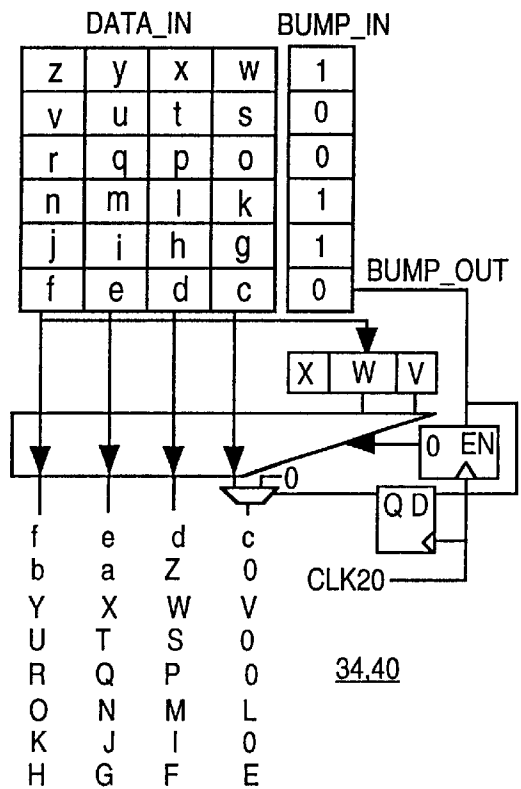 DATA_IN BUMP_IN
z y x w 1
v u t s 0
r q p o 0
n m l k 1
j i h g 1
f e d c 0
BUMP_OUT
X W V
0 EN
0
Q D
CLK20
f e d c
b a Z 0
Y X W V
U T S 0
R Q P 0
O N M L
K J I 0
H G F E
34,40